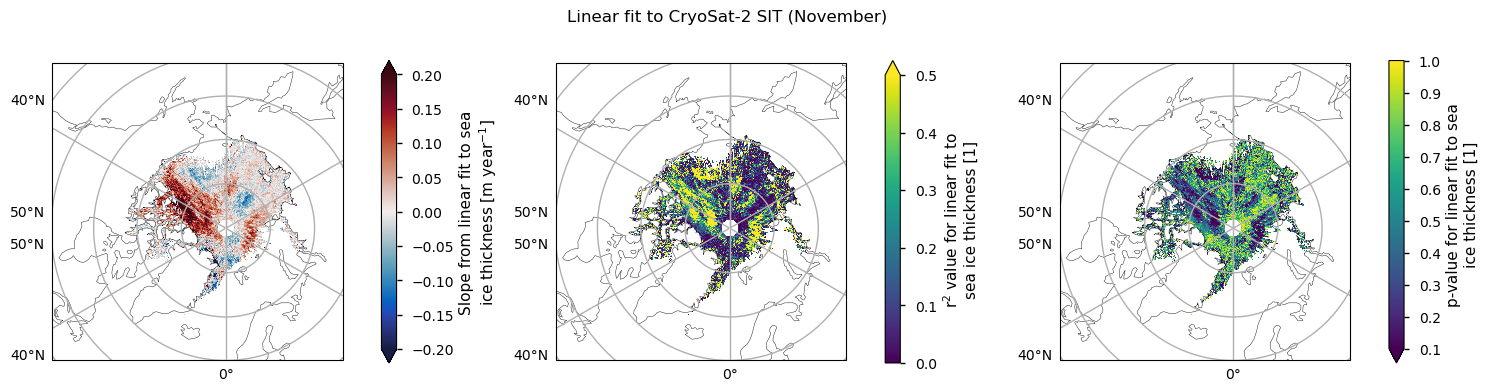 Linear fit to CryoSat-2 SIT (November)
40°N
50°N
50°N
40°N
0°
0.20
0.15
0.10
0.05
0.00
−0.05
−0.10
−0.15
−0.20
Slope from linear fit to sea
ice thickness [m year⁻¹]
40°N
50°N
50°N
40°N
0°
0.5
0.4
0.3
0.2
0.1
0.0
r² value for linear fit to
sea ice thickness [1]
40°N
50°N
50°N
40°N
0°
1.0
0.9
0.8
0.7
0.6
0.5
0.4
0.3
0.2
0.1
p-value for linear fit to sea
ice thickness [1]